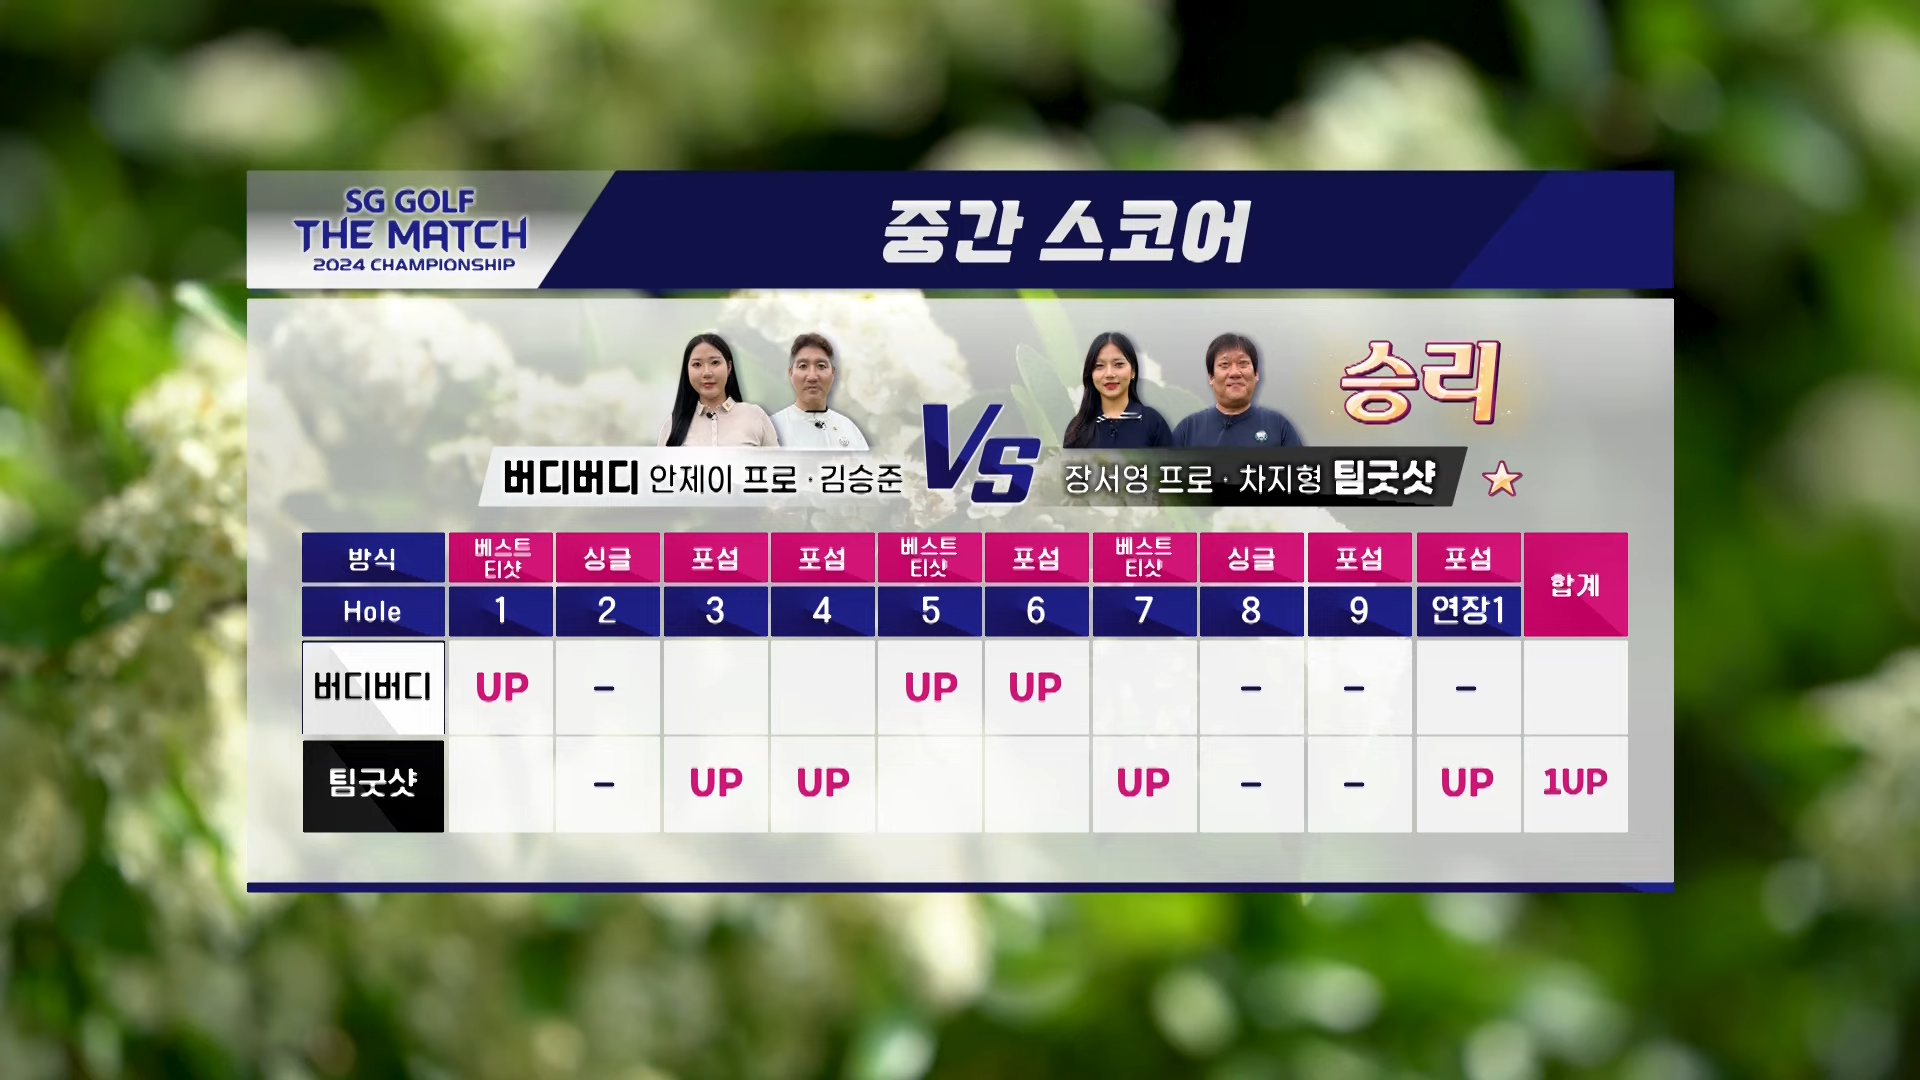 SG GOLF
THE MATCH
2024 CHAMPIONSHIP
중간 스코어
승리
버디버디 안제이 프로 · 김승준
VS
장서영 프로 · 차지형 팀굿샷
방식 베스트 티샷 싱글 포섬 포섬 베스트 티샷 포섬 베스트 티샷 싱글 포섬 포섬 합계
Hole 1 2 3 4 5 6 7 8 9 연장1
버디버디 UP – UP UP – – –
팀굿샷 – UP UP UP – – UP 1UP